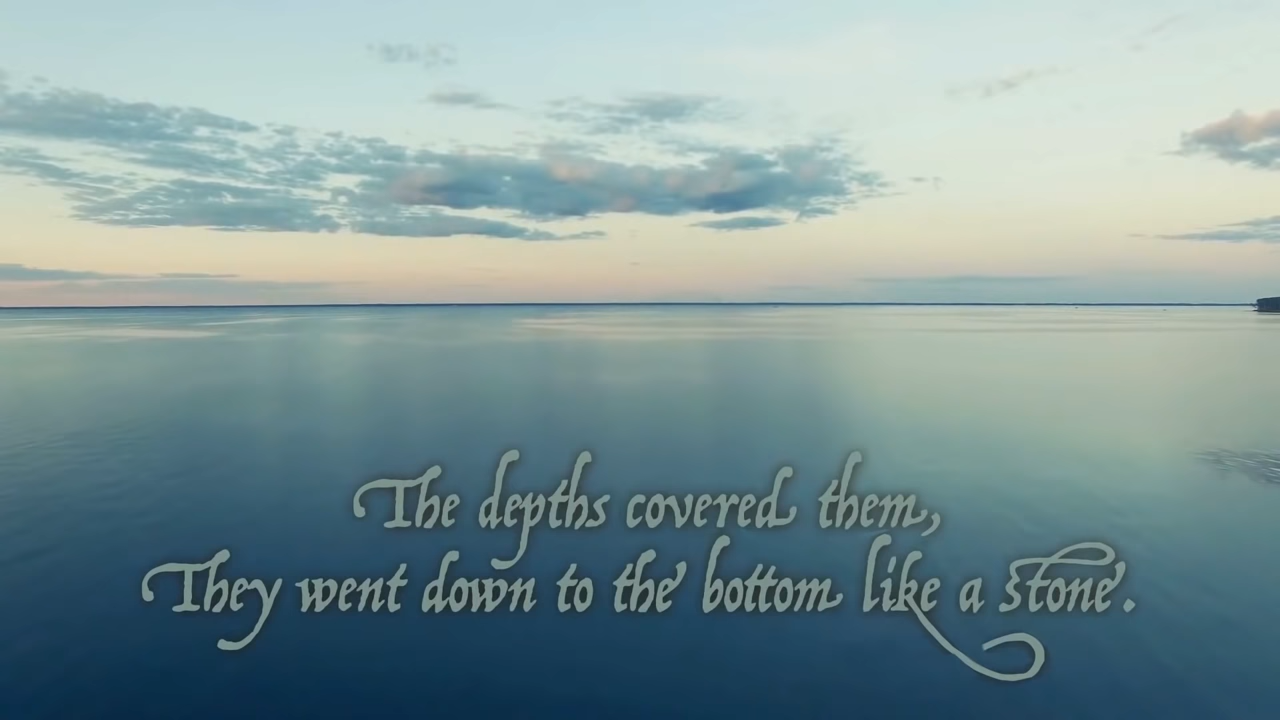 The depths covered them,
They went down to the bottom like a stone.